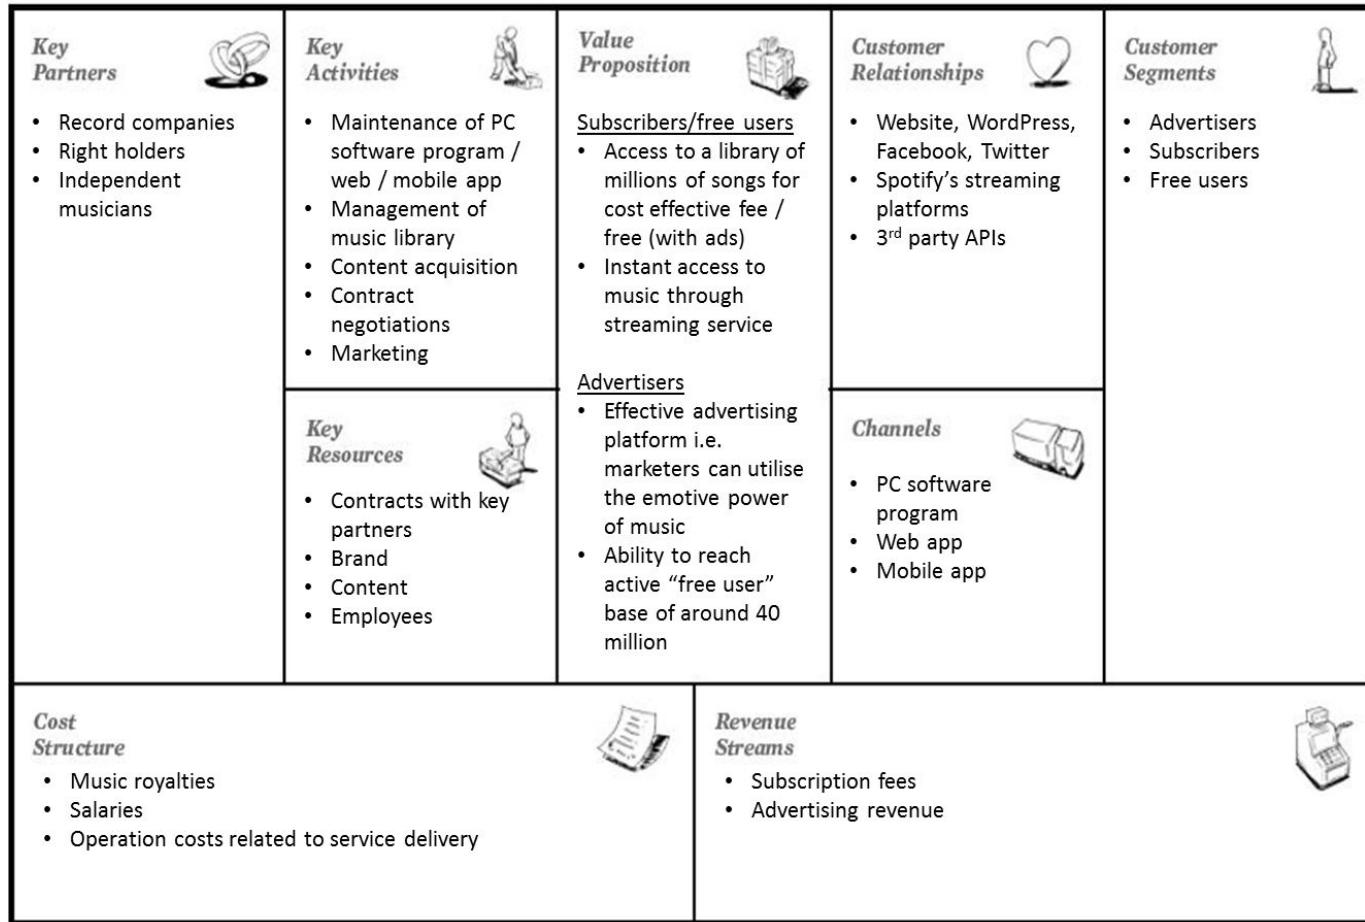 Key
Partners
• Record companies
• Right holders
• Independent
musicians
Key
Activities
• Maintenance of PC
software program /
web / mobile app
• Management of
music library
• Content acquisition
• Contract
negotiations
• Marketing
Key
Resources
• Contracts with key
partners
• Brand
• Content
• Employees
Value
Proposition
Subscribers/free users
• Access to a library of
millions of songs for
cost effective fee /
free (with ads)
• Instant access to
music through
streaming service
Advertisers
• Effective advertising
platform i.e.
marketers can utilise
the emotive power
of music
• Ability to reach
active “free user”
base of around 40
million
Customer
Relationships
• Website, WordPress,
Facebook, Twitter
• Spotify’s streaming
platforms
• 3rd party APIs
Channels
• PC software
program
• Web app
• Mobile app
Customer
Segments
• Advertisers
• Subscribers
• Free users
Cost
Structure
• Music royalties
• Salaries
• Operation costs related to service delivery
Revenue
Streams
• Subscription fees
• Advertising revenue